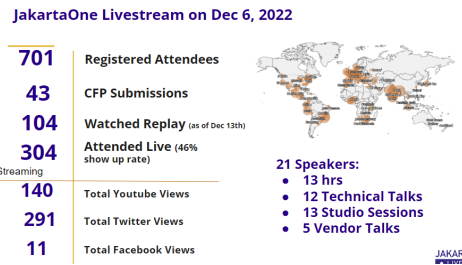 JakartaOne Livestream on Dec 6, 2022
701 Registered Attendees
43 CFP Submissions
104 Watched Replay (as of Dec 13th)
304 Attended Live (46%
show up rate)
Streaming
140 Total Youtube Views
291 Total Twitter Views
11 Total Facebook Views
21 Speakers:
● 13 hrs
● 12 Technical Talks
● 13 Studio Sessions
● 5 Vendor Talks
JAKAR